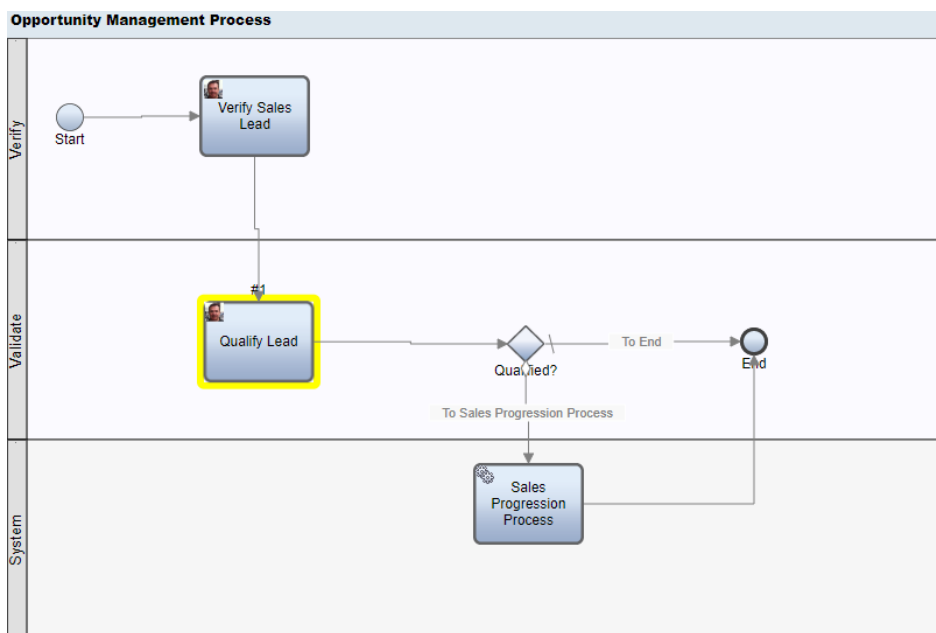 Opportunity Management Process
Verify
Start
Verify Sales
Lead
Validate
#1
Qualify Lead
Qualified?
To End
End
To Sales Progression Process
System
Sales
Progression
Process